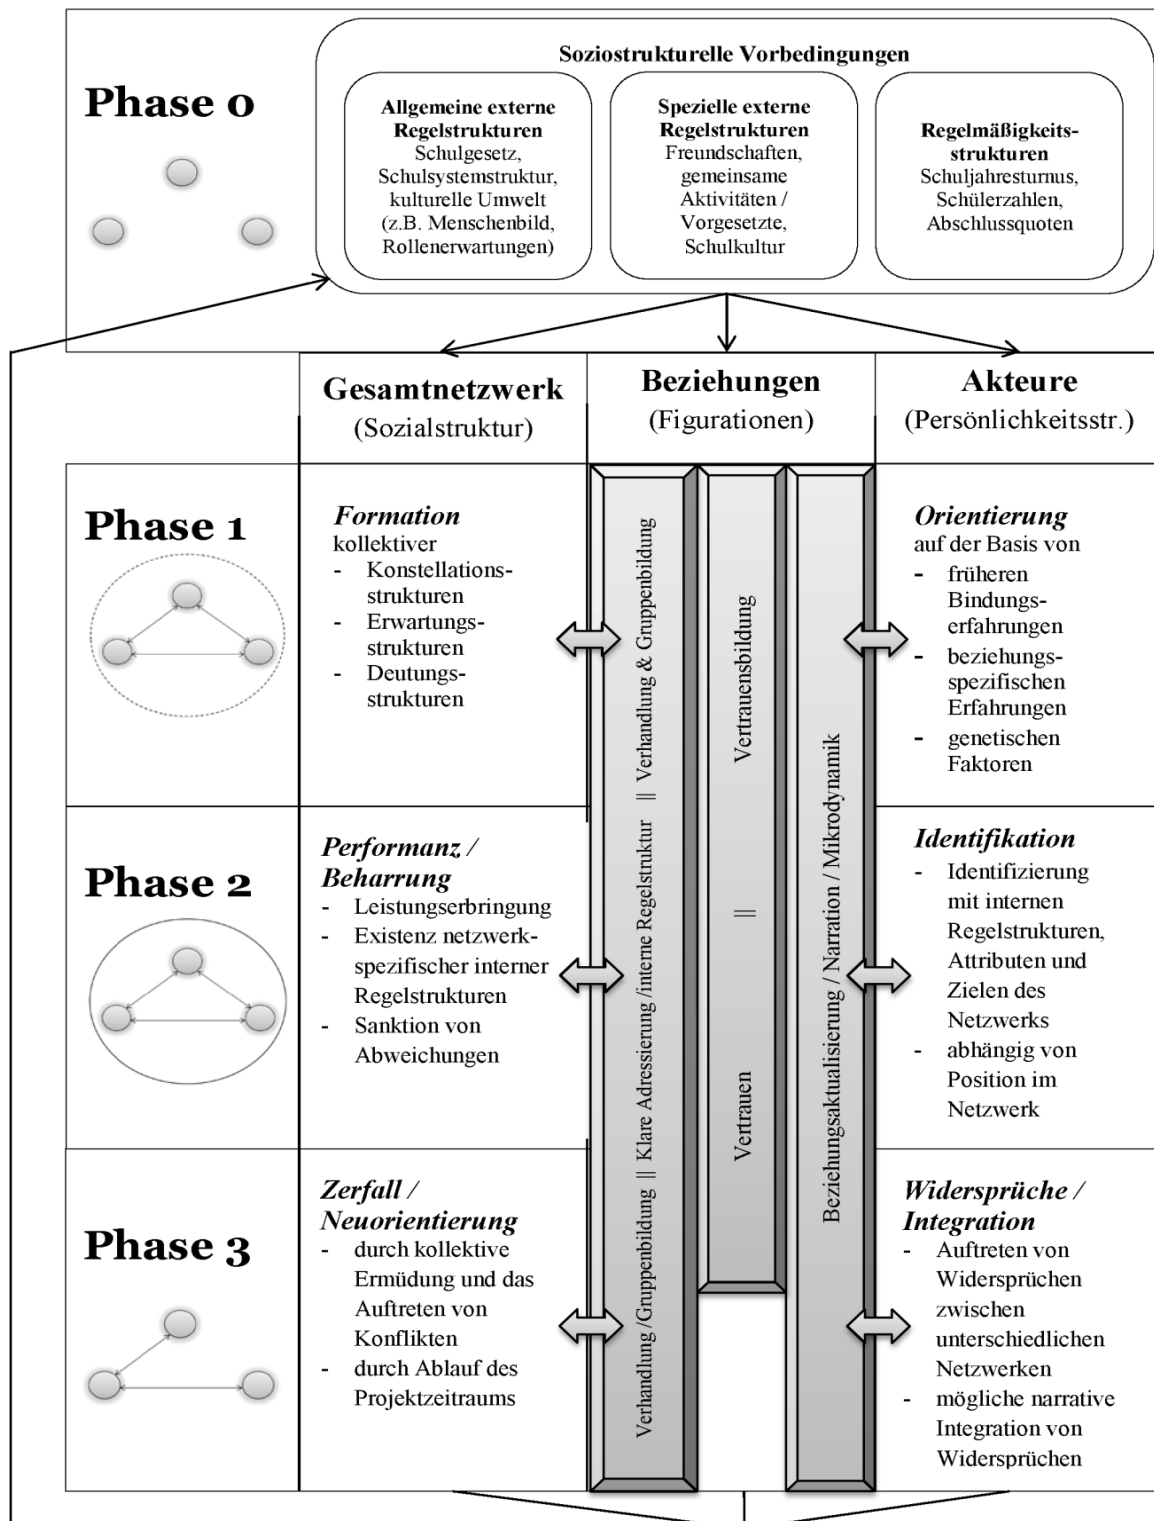 Phase 0
Soziostrukturelle Vorbedingungen
Allgemeine externe
Regelstrukturen
Schulgesetz,
Schulsystemstruktur,
kulturelle Umwelt
(z.B. Menschenbild,
Rollenerwartungen)
Spezielle externe
Regelstrukturen
Freundschaften,
gemeinsame
Aktivitäten /
Vorgesetzte,
Schulkultur
Regelmäßigkeits-
strukturen
Schuljahresturnus,
Schülerzahlen,
Abschlussquoten
Gesamtnetzwerk
(Sozialstruktur)
Beziehungen
(Figurationen)
Akteure
(Persönlichkeitsstr.)
Phase 1
Formation
kollektiver
- Konstellations-
strukturen
- Erwartungs-
strukturen
- Deutungs-
strukturen
Orientierung
auf der Basis von
- früheren
Bindungs-
erfahrungen
- beziehungs-
spezifischen
Erfahrungen
- genetischen
Faktoren
Phase 2
Performanz /
Beharrung
- Leistungserbringung
- Existenz netzwerk-
spezifischer interner
Regelstrukturen
- Sanktion von
Abweichungen
Identifikation
- Identifizierung
mit internen
Regelstrukturen,
Attributen und
Zielen des
Netzwerks
- abhängig von
Position im
Netzwerk
Phase 3
Zerfall /
Neuorientierung
- durch kollektive
Ermüdung und das
Auftreten von
Konflikten
- durch Ablauf des
Projektzeitraums
Widersprüche /
Integration
- Auftreten von
Widersprüchen
zwischen
unterschiedlichen
Netzwerken
- mögliche narrative
Integration von
Widersprüchen
Verhandlung /Gruppenbildung || Klare Adressierung /interne Regelstruktur || Verhandlung & Gruppenbildung
Vertrauen || Vertrauensbildung
Beziehungsaktualisierung / Narration / Mikrodynamik